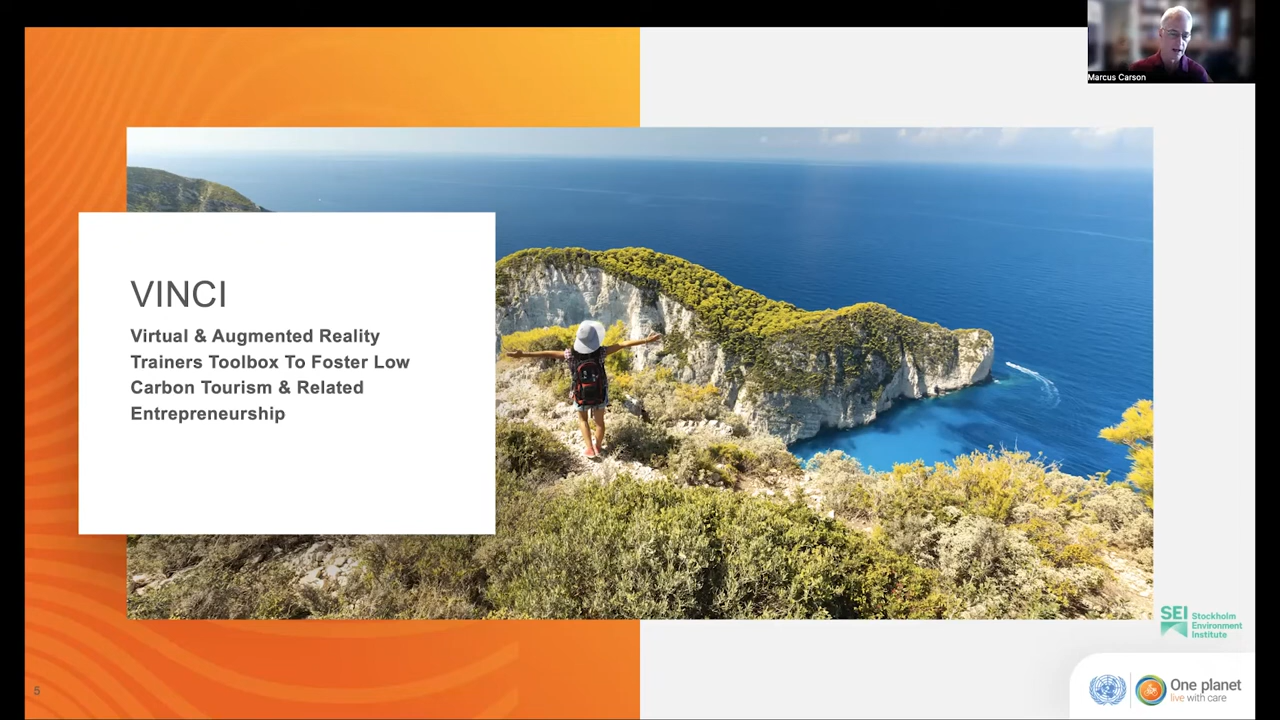 Marcus Carson
VINCI
Virtual & Augmented Reality
Trainers Toolbox To Foster Low
Carbon Tourism & Related
Entrepreneurship
SEI Stockholm
Environment
Institute
5
One planet
live with care